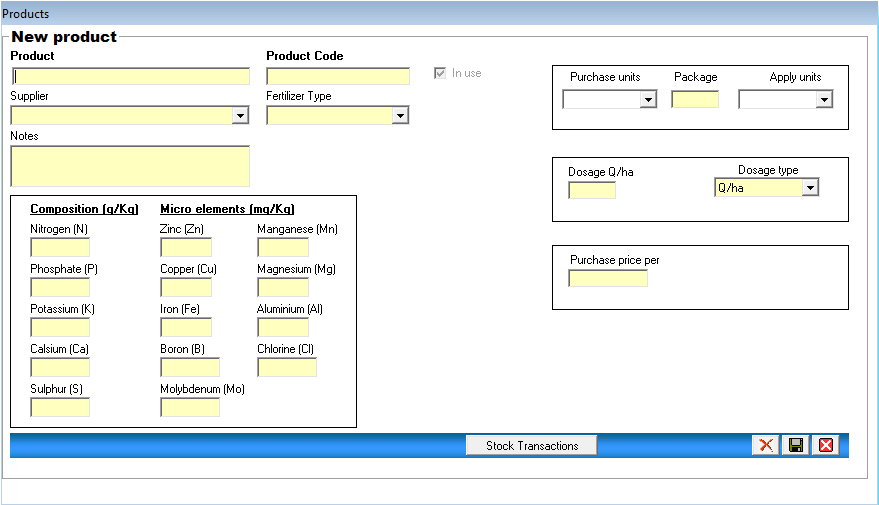 Products
New product
Product Product Code
In use
Purchase units Package Apply units
Supplier Fertilizer Type
Notes
Dosage Q/ha Dosage type
Q/ha
Composition (g/Kg) Micro elements (mg/Kg)
Nitrogen (N) Zinc (Zn) Manganese (Mn)
Purchase price per
Phosphate (P) Copper (Cu) Magnesium (Mg)
Potassium (K) Iron (Fe) Aluminium (Al)
Calsium (Ca) Boron (B) Chlorine (Cl)
Sulphur (S) Molybdenum (Mo)
Stock Transactions